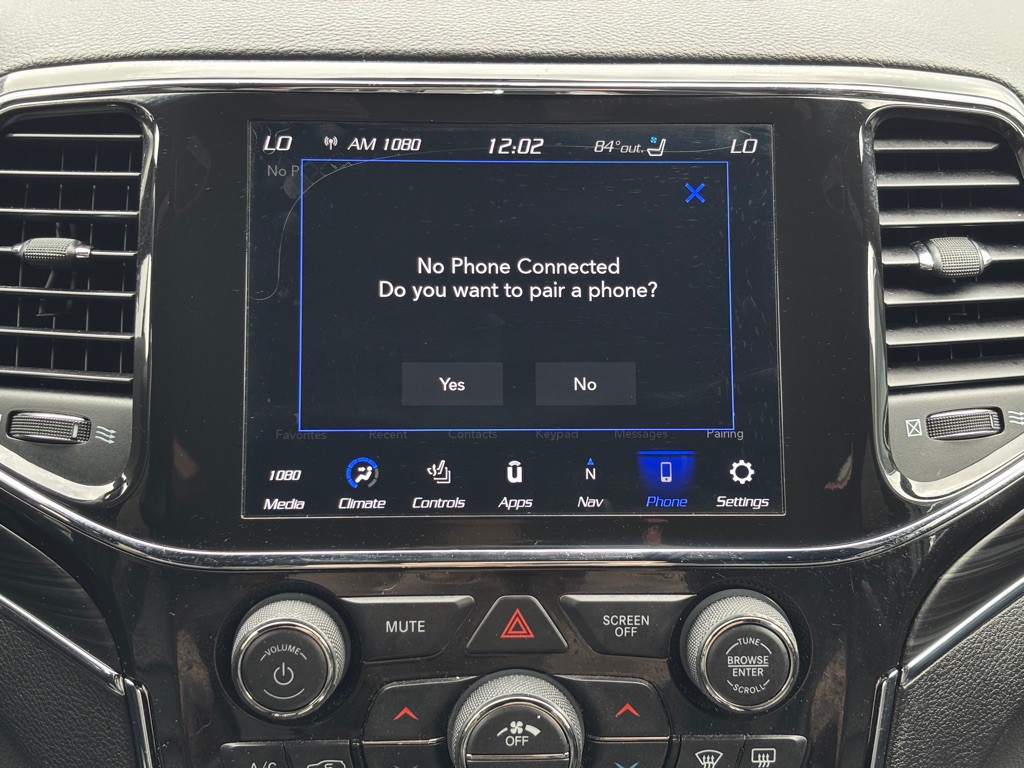 LO AM 1080 12:02 84°out. LO
No P
No Phone Connected
Do you want to pair a phone?
Yes No
Favorites Recent Contacts Keypad Messages Pairing
1080 N
Media Climate Controls Apps Nav Phone Settings
MUTE
SCREEN
OFF
VOLUME
TUNE
BROWSE
ENTER
SCROLL
OFF
A/C